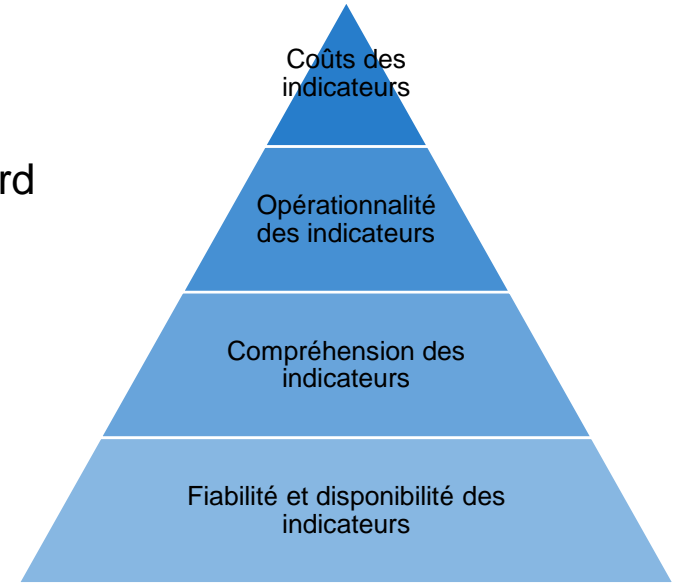 Coûts des
indicateurs
rd
Opérationnalité
des indicateurs
Compréhension des
indicateurs
Fiabilité et disponibilité des
indicateurs